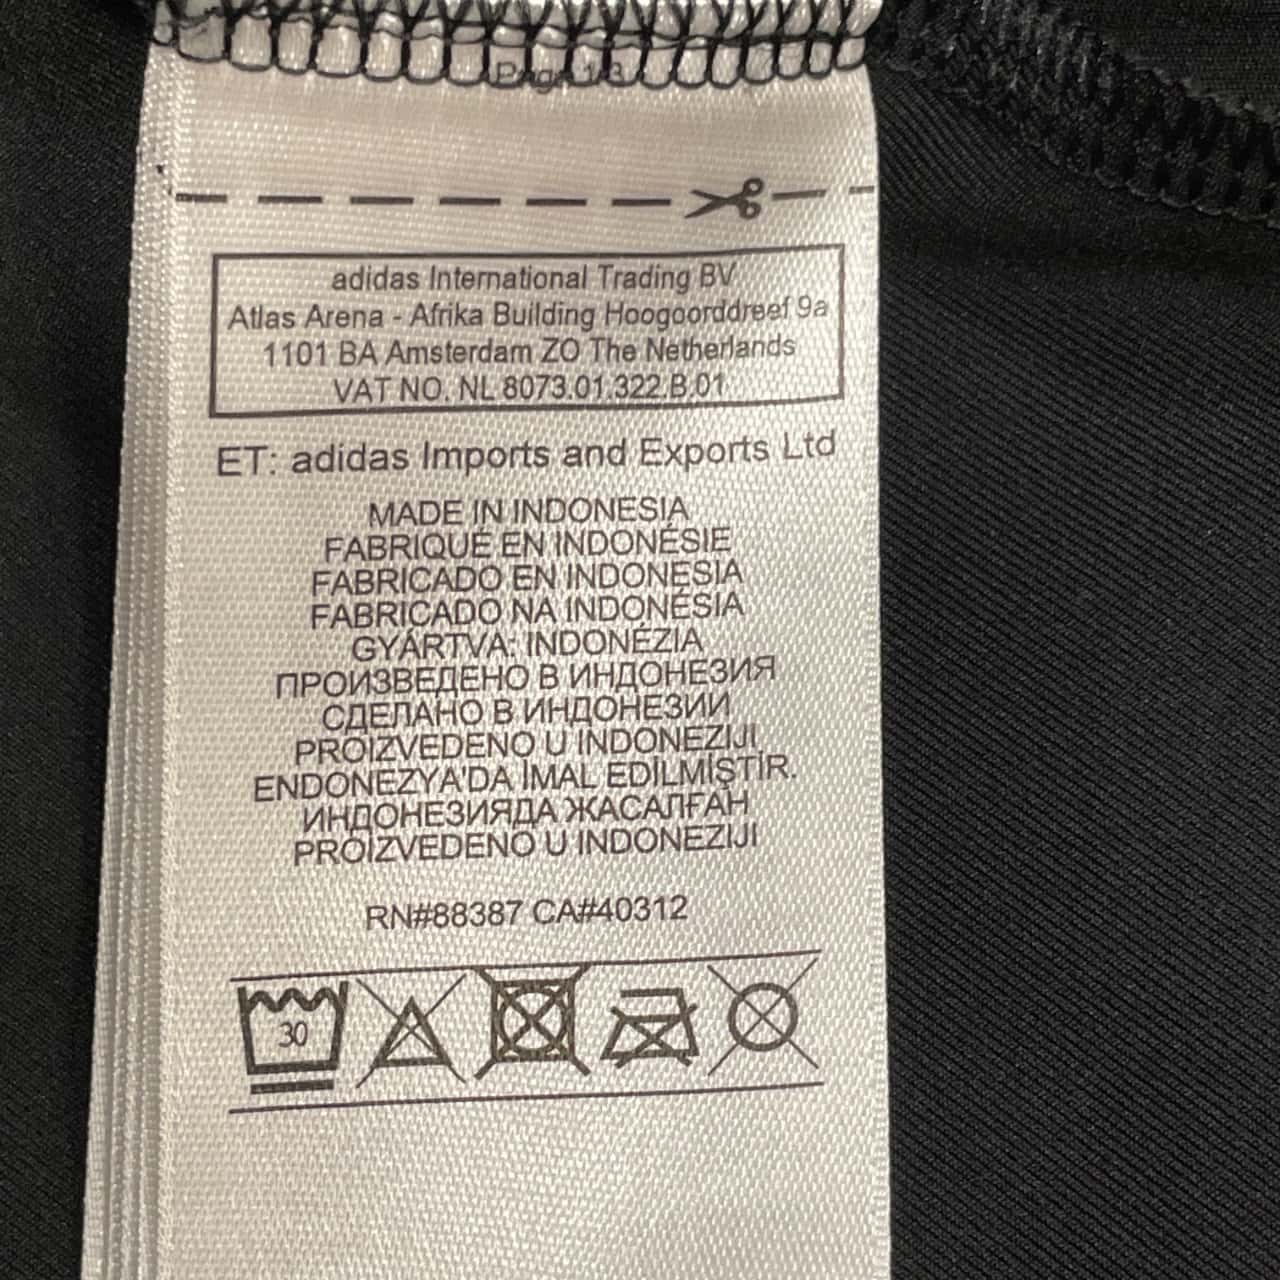 Page 1/3
adidas International Trading BV
Atlas Arena - Afrika Building Hoogoorddreef 9a
1101 BA Amsterdam ZO The Netherlands
VAT NO. NL 8073.01.322.B.01
ET: adidas Imports and Exports Ltd
MADE IN INDONESIA
FABRIQUÉ EN INDONÉSIE
FABRICADO EN INDONESIA
FABRICADO NA INDONÉSIA
GYÁRTVA: INDONÉZIA
ПРОИЗВЕДЕНО В ИНДОНЕЗИЯ
СДЕЛАНО В ИНДОНЕЗИИ
PROIZVEDENO U INDONEZIJI
ENDONEZYA'DA İMAL EDİLMİŞTİR.
ИНДОНЕЗИЯДА ЖАСАЛҒАН
PROIZVEDENO U INDONEZIJI
RN#88387 CA#40312
30